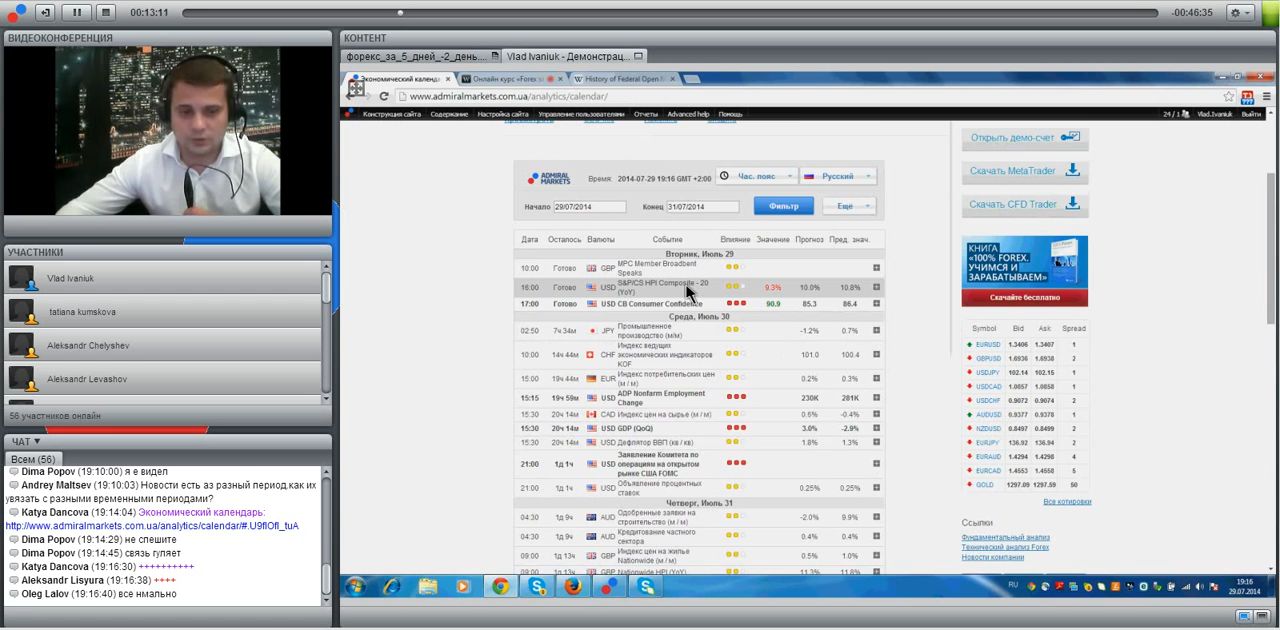 00:13:11
-00:46:35
ВИДЕОКОНФЕРЕНЦИЯ
УЧАСТНИКИ
Vlad Ivaniuk
tatiana kumskova
Aleksandr Chelyshev
Aleksandr Levashov
56 участников онлайн
ЧАТ
Всем (56)
Dima Popov (19:10:00) я е видел
Andrey Maltsev (19:10:03) Новости есть аз разный период.как их увязать с разными временными периодами?
Katya Dancova (19:14:04) Экономический календарь:
http://www.admiralmarkets.com.ua/analytics/calendar/#.U9flOfl_tuA
Dima Popov (19:14:29) не спешите
Dima Popov (19:14:45) связь гуляет
Katya Dancova (19:16:30) ++++++++++
Aleksandr Lisyura (19:16:38) ++++
Oleg Lalov (19:16:40) все нмально
КОНТЕНТ
форекс_за_5_дней_-2_день....
Vlad Ivaniuk - Демонстрац...
Экономический календа
Онлайн курс «Forex за
History of Federal Open M
www.admiralmarkets.com.ua/analytics/calendar/
Конструкция сайта Содержание Настройка сайта Управление пользователями Отчеты Advanced help Помощь 24 / 1 Vlad.Ivaniuk Выйти
ADMIRAL MARKETS
Время: 2014-07-29 19:16 GMT +2:00
Час. пояс
Русский
Начало 29/07/2014 Конец 31/07/2014 Фильтр Ещё
Дата Осталось Валюты Событие Влияние Значение Прогноз Пред. знач.
Вторник, Июль 29
10:00 Готово GBP MPC Member Broadbent Speaks
16:00 Готово USD S&P/CS HPI Composite - 20 (YoY) 9.3% 10.0% 10.8%
17:00 Готово USD CB Consumer Confidence 90.9 85.3 86.4
Среда, Июль 30
02:50 7ч 34м JPY Промышленное производство (м/м) -1.2% 0.7%
10:00 14ч 44м CHF Индекс ведущих экономических индикаторов KOF 101.0 100.4
15:00 19ч 44м EUR Индекс потребительских цен (м / м) 0.2% 0.3%
15:15 19ч 59м USD ADP Nonfarm Employment Change 230K 281K
15:30 20ч 14м CAD Индекс цен на сырье (м / м) 0.6% -0.4%
15:30 20ч 14м USD GDP (QoQ) 3.0% -2.9%
15:30 20ч 14м USD Дефлятор ВВП (кв / кв) 1.8% 1.3%
21:00 1д 1ч USD Заявление Комитета по операциям на открытом рынке США FOMC
21:00 1д 1ч USD Объявление процентных ставок 0.25% 0.25%
Четверг, Июль 31
04:30 1д 9ч AUD Одобренные заявки на строительство (м / м) -2.0% 9.9%
04:30 1д 9ч AUD Кредитование частного сектора 0.4% 0.4%
09:00 1д 13ч GBP Индекс цен на жилье Nationwide (м / м) 0.5% 1.0%
09:00 1д 13ч GBP Nationwide HPI (YoY) 11.3% 11.8%
Открыть демо-счет
Скачать MetaTrader
Скачать CFD Trader
КНИГА
«100% FOREX.
УЧИМСЯ И
ЗАРАБАТЫВАЕМ»
Скачайте бесплатно
Symbol Bid Ask Spread
EURUSD 1.3406 1.3407 1
GBPUSD 1.6936 1.6938 2
USDJPY 102.14 102.15 1
USDCAD 1.0857 1.0858 1
USDCHF 0.9072 0.9074 2
AUDUSD 0.9377 0.9378 1
NZDUSD 0.8497 0.8499 2
EURJPY 136.92 136.94 2
EURAUD 1.4294 1.4298 4
EURCAD 1.4553 1.4558 5
GOLD 1297.09 1297.59 50
Все котировки
Ссылки
Фундаментальный анализ
Технический анализ Forex
Новости компании
RU
19:16
29.07.2014